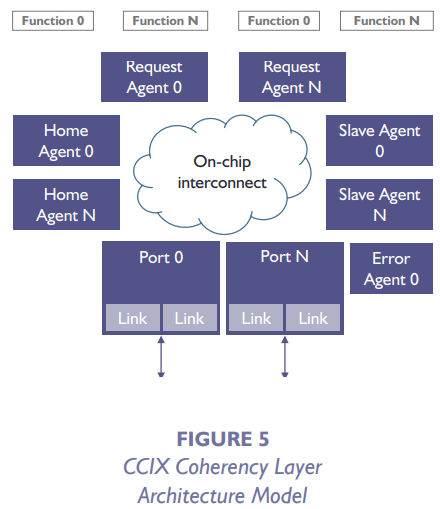 Function 0 Function N Function 0 Function N
Request Agent 0
Request Agent N
Home Agent 0
On-chip interconnect
Slave Agent 0
Home Agent N
Slave Agent N
Port 0
Port N
Error Agent 0
Link Link Link Link
FIGURE 5
CCIX Coherency Layer
Architecture Model